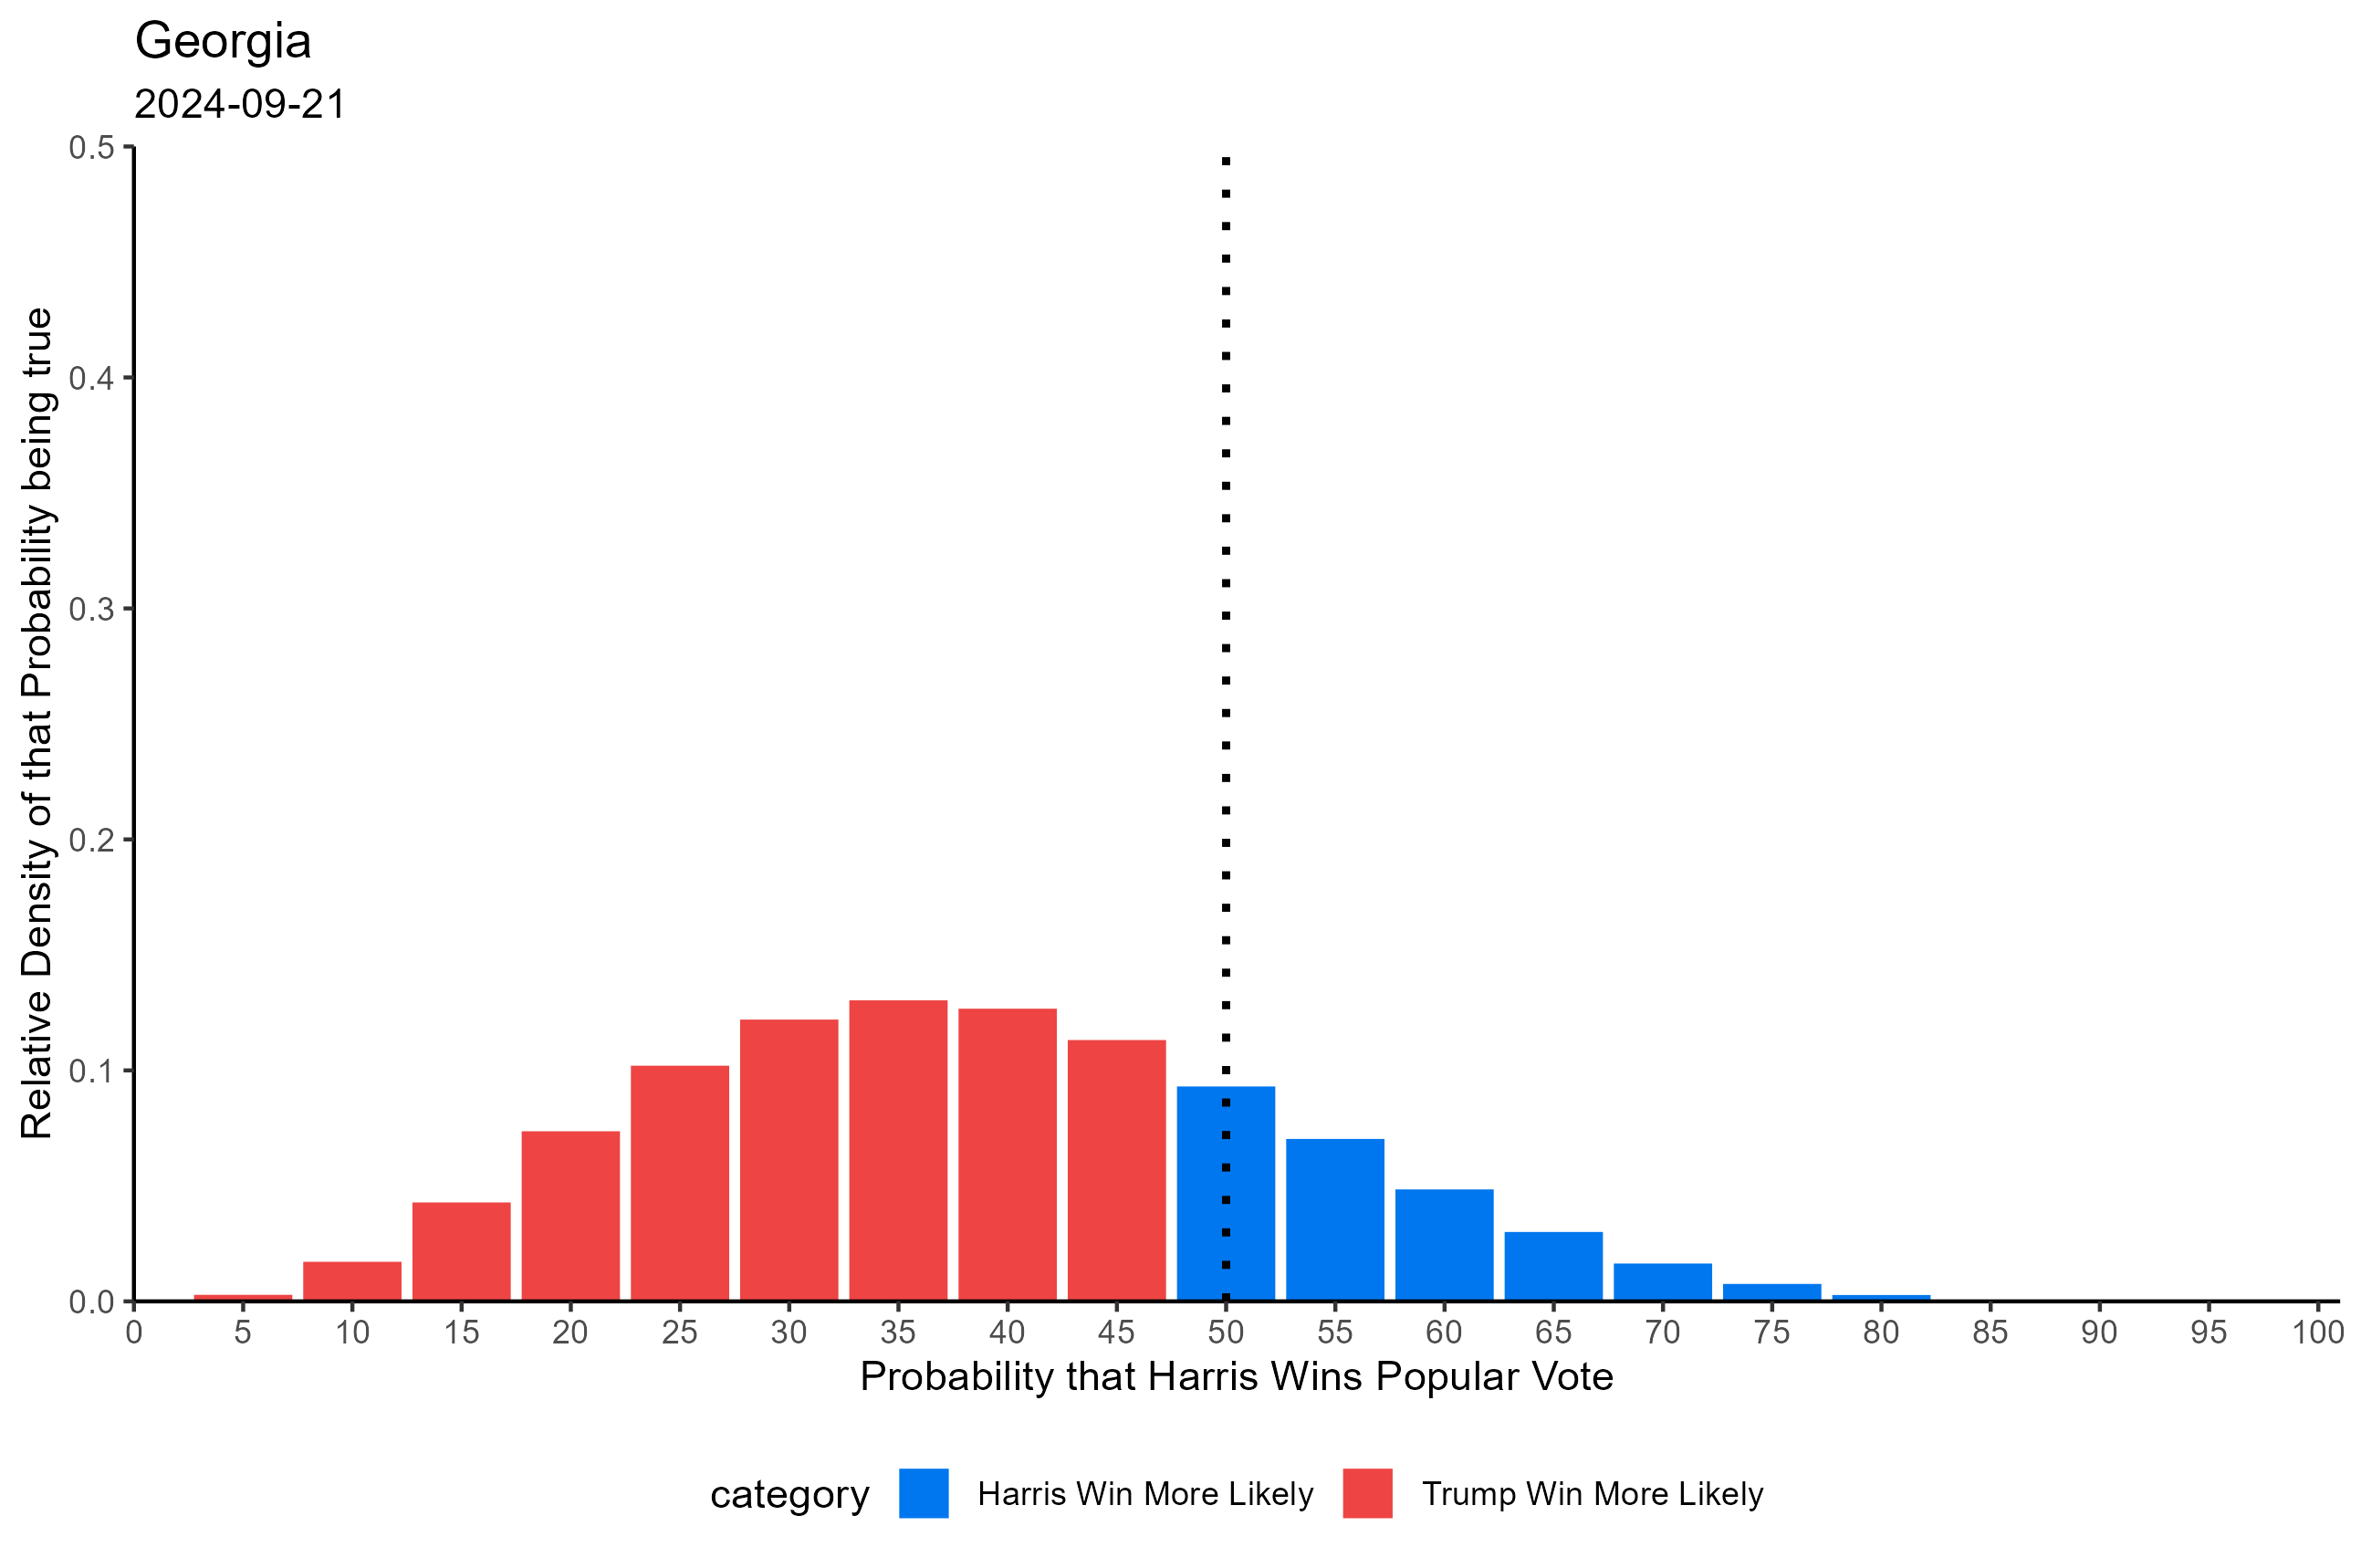 Georgia
2024-09-21
Relative Density of that Probability being true
0.5
0.4
0.3
0.2
0.1
0.0
0 5 10 15 20 25 30 35 40 45 50 55 60 65 70 75 80 85 90 95 100
Probability that Harris Wins Popular Vote
category Harris Win More Likely Trump Win More Likely